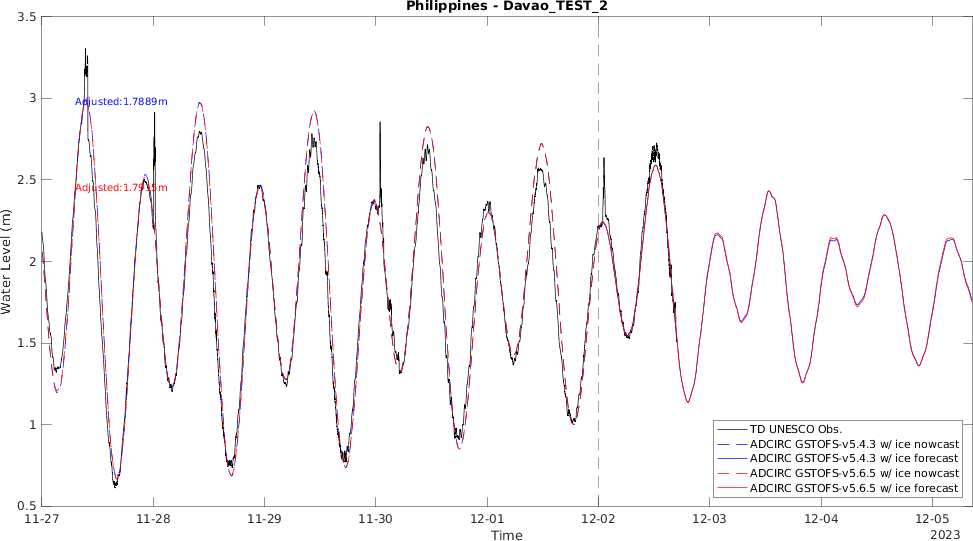 Philippines - Davao_TEST_2
3.5
3
2.5
2
1.5
1
0.5
Water Level (m)
Adjusted:1.7889m
Adjusted:1.7915m
TD UNESCO Obs.
ADCIRC GSTOFS-v5.4.3 w/ ice nowcast
ADCIRC GSTOFS-v5.4.3 w/ ice forecast
ADCIRC GSTOFS-v5.6.5 w/ ice nowcast
ADCIRC GSTOFS-v5.6.5 w/ ice forecast
11-27 11-28 11-29 11-30 12-01 12-02 12-03 12-04 12-05
Time
2023